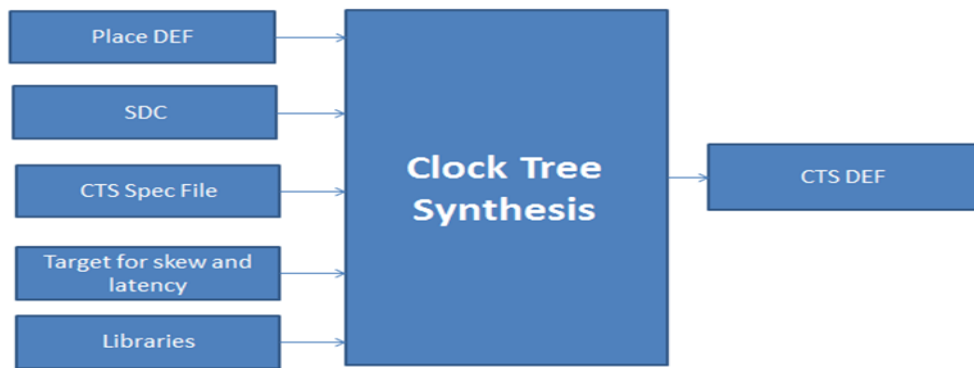 Place DEF
SDC
CTS Spec File
Target for skew and
latency
Libraries
Clock Tree
Synthesis
CTS DEF